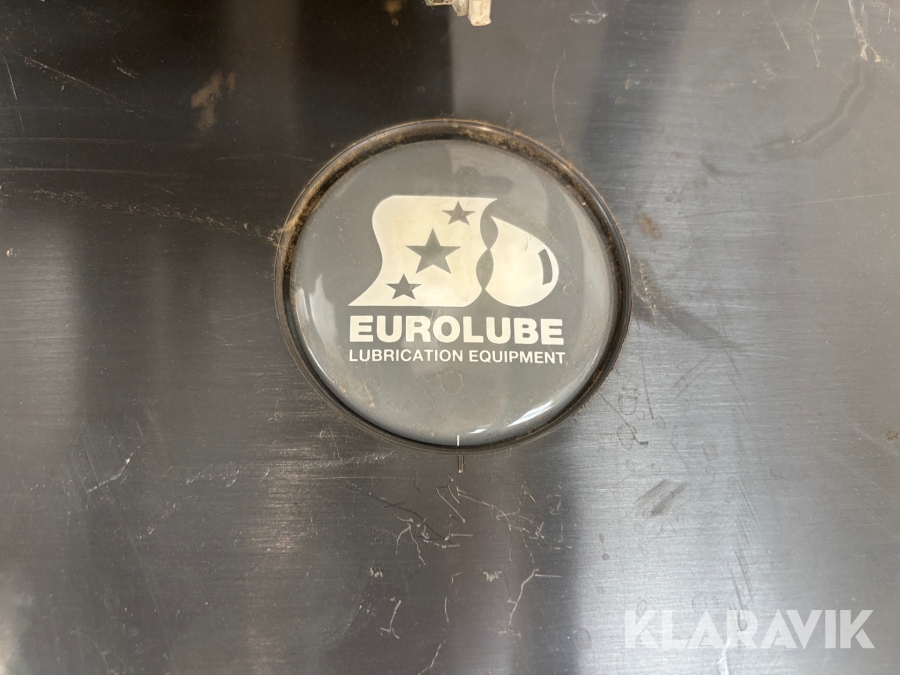 EUROLUBE
LUBRICATION EQUIPMENT
KLARAVIK